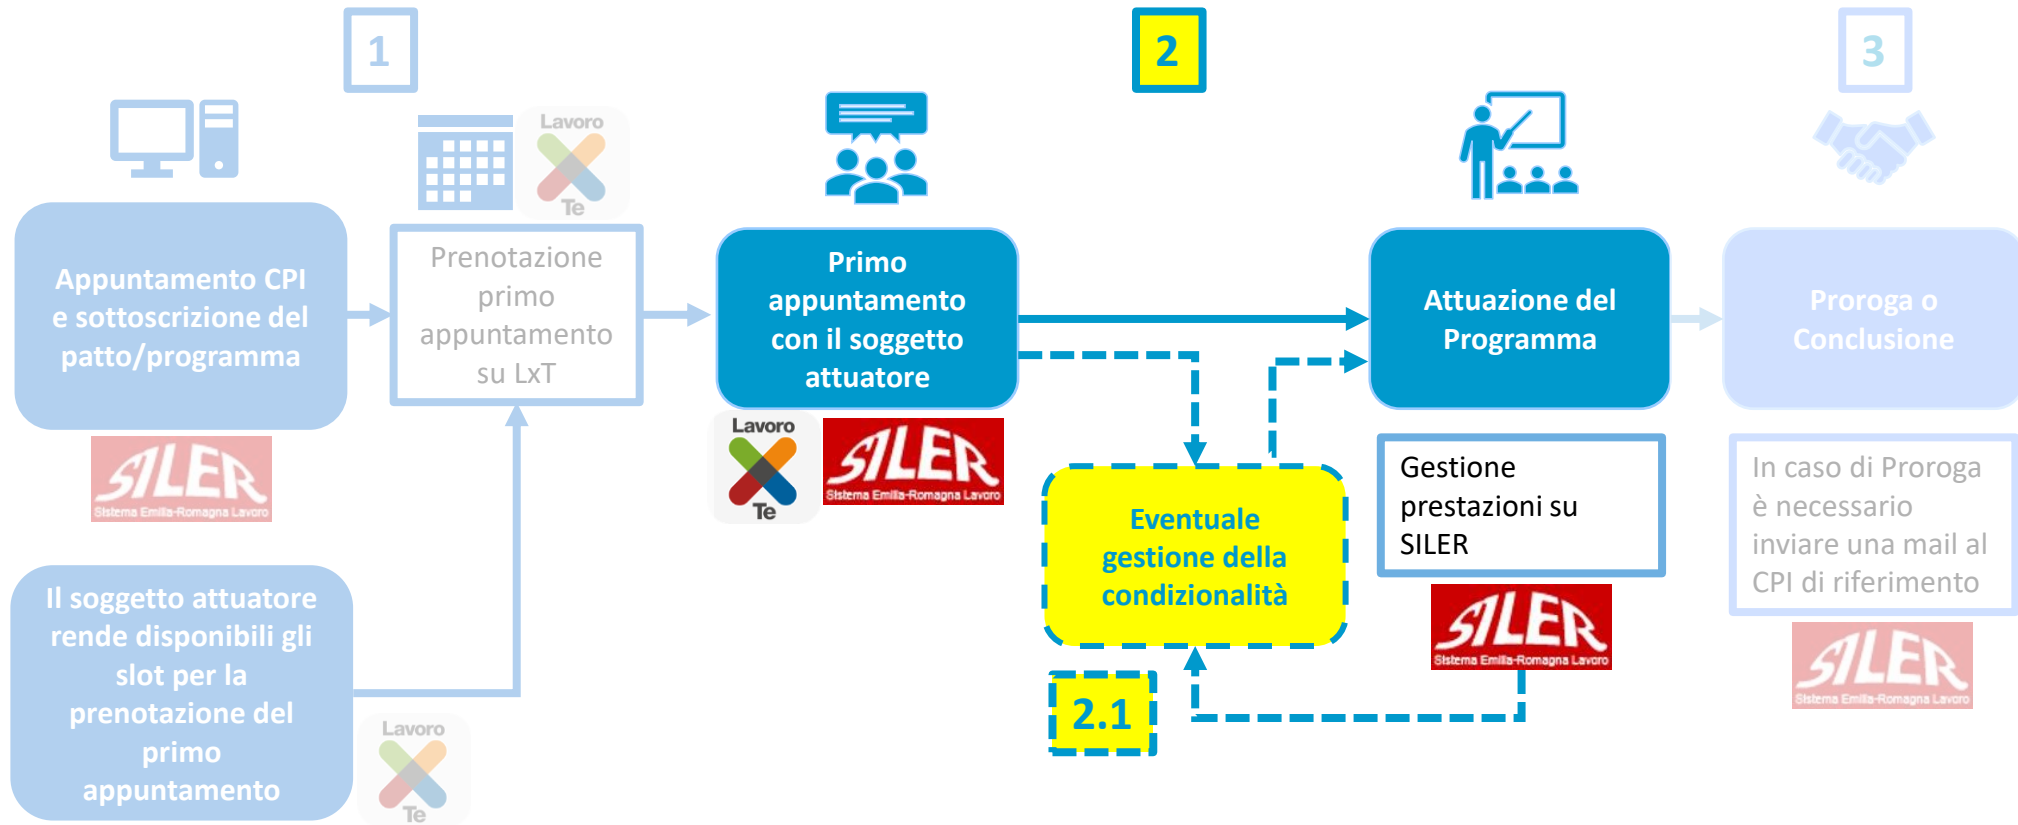 1
2
3
Lavoro
Te
Appuntamento CPI
e sottoscrizione del
patto/programma
Prenotazione
primo
appuntamento
su LxT
Primo
appuntamento
con il soggetto
attuatore
Attuazione del
Programma
Proroga o
Conclusione
SILER
Sistema Emilia-Romagna Lavoro
Lavoro
Te
SILER
Sistema Emilia-Romagna Lavoro
Eventuale
gestione della
condizionalità
2.1
Gestione
prestazioni su
SILER
SILER
Sistema Emilia-Romagna Lavoro
In caso di Proroga
è necessario
inviare una mail al
CPI di riferimento
SILER
Sistema Emilia-Romagna Lavoro
Il soggetto attuatore
rende disponibili gli
slot per la
prenotazione del
primo
appuntamento
Lavoro
Te